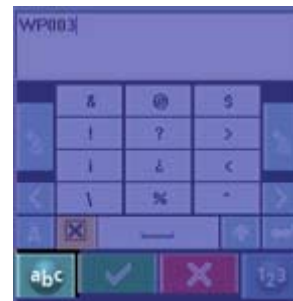 WP003
& @ $
! ? >
¡ ¿ <
\ % ^
abc 123